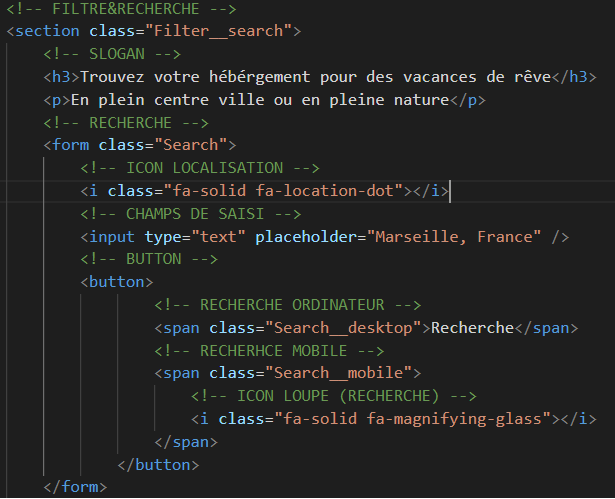 <!-- FILTRE&RECHERCHE -->
<section class="Filter__search">
<!-- SLOGAN -->
<h3>Trouvez votre hébérgement pour des vacances de rêve</h3>
<p>En plein centre ville ou en pleine nature</p>
<!-- RECHERCHE -->
<form class="Search">
<!-- ICON LOCALISATION -->
<i class="fa-solid fa-location-dot"></i>
<!-- CHAMPS DE SAISI -->
<input type="text" placeholder="Marseille, France" />
<!-- BUTTON -->
<button>
<!-- RECHERCHE ORDINATEUR -->
<span class="Search__desktop">Recherche</span>
<!-- RECHERHCE MOBILE -->
<span class="Search__mobile">
<!-- ICON LOUPE (RECHERCHE) -->
<i class="fa-solid fa-magnifying-glass"></i>
</span>
</button>
</form>